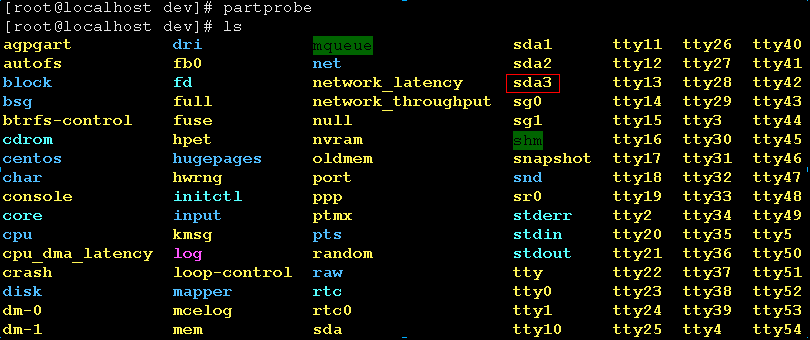 [root@localhost dev]# partprobe
[root@localhost dev]# ls
agpgart dri mqueue sda1 tty11 tty26 tty40
autofs fb0 net sda2 tty12 tty27 tty41
block fd network_latency sda3 tty13 tty28 tty42
bsg full network_throughput sg0 tty14 tty29 tty43
btrfs-control fuse null sg1 tty15 tty3 tty44
cdrom hpet nvram shm tty16 tty30 tty45
centos hugepages oldmem snapshot tty17 tty31 tty46
char hwrng port snd tty18 tty32 tty47
console initctl ppp sr0 tty19 tty33 tty48
core input ptmx stderr tty2 tty34 tty49
cpu kmsg pts stdin tty20 tty35 tty5
cpu_dma_latency log random stdout tty21 tty36 tty50
crash loop-control raw tty tty22 tty37 tty51
disk mapper rtc tty0 tty23 tty38 tty52
dm-0 mcelog rtc0 tty1 tty24 tty39 tty53
dm-1 mem sda tty10 tty25 tty4 tty54